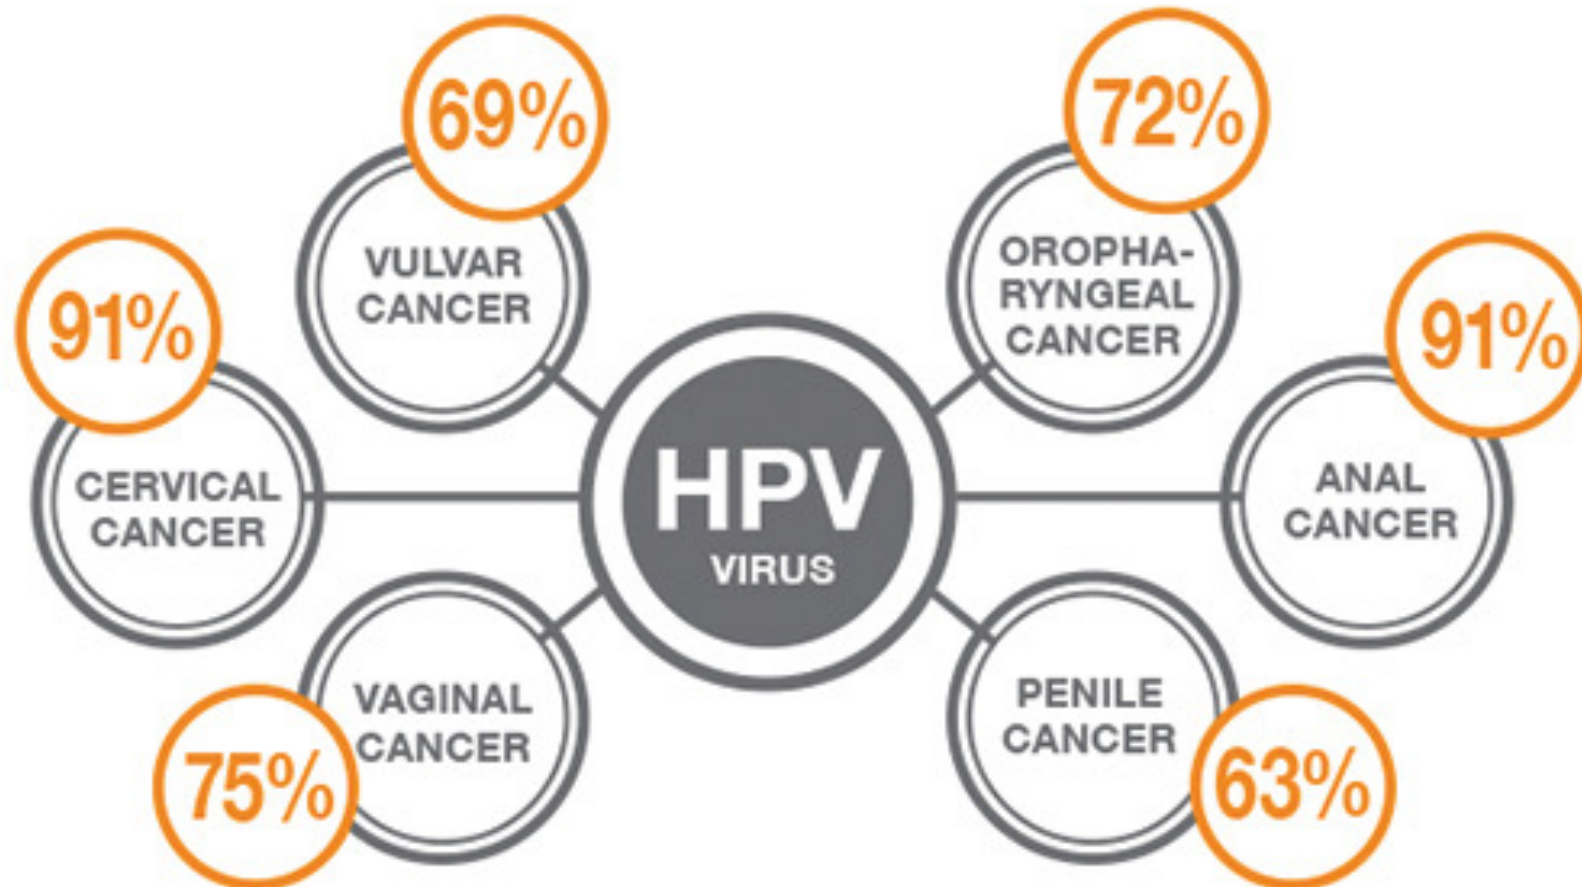 69%
VULVAR
CANCER
72%
OROPHA-
RYNGEAL
CANCER
91%
CERVICAL
CANCER
HPV
VIRUS
91%
ANAL
CANCER
75%
VAGINAL
CANCER
PENILE
CANCER
63%